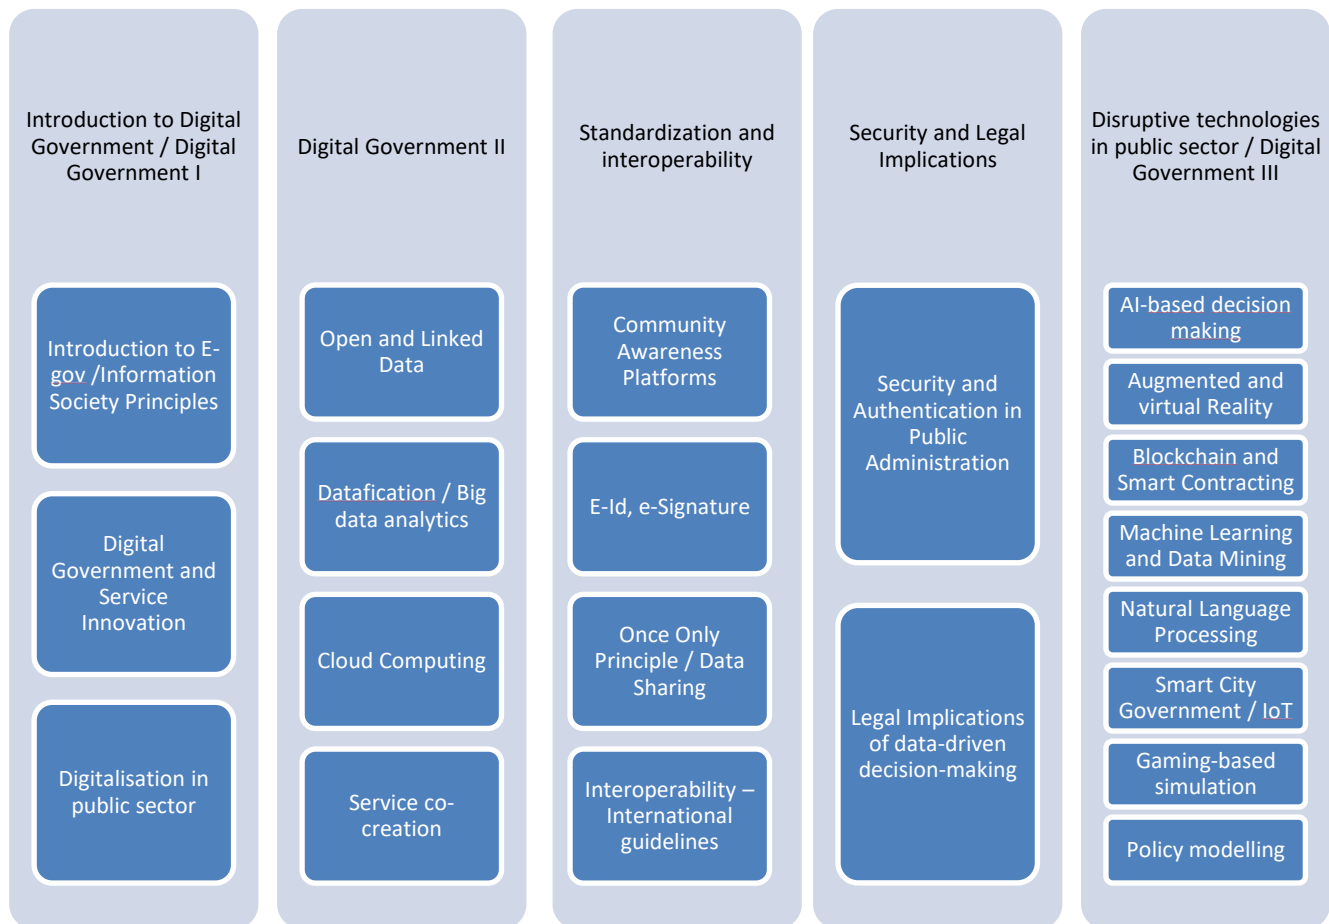 Introduction to Digital
Government / Digital
Government I
Introduction to E-
gov /Information
Society Principles
Digital
Government and
Service
Innovation
Digitalisation in
public sector
Digital Government II
Open and Linked
Data
Datafication / Big
data analytics
Cloud Computing
Service co-
creation
Standardization and
interoperability
Community
Awareness
Platforms
E-Id, e-Signature
Once Only
Principle / Data
Sharing
Interoperability –
International
guidelines
Security and Legal
Implications
Security and
Authentication in
Public
Administration
Legal Implications
of data-driven
decision-making
Disruptive technologies
in public sector / Digital
Government III
AI-based decision
making
Augmented and
virtual Reality
Blockchain and
Smart Contracting
Machine Learning
and Data Mining
Natural Language
Processing
Smart City
Government / IoT
Gaming-based
simulation
Policy modelling